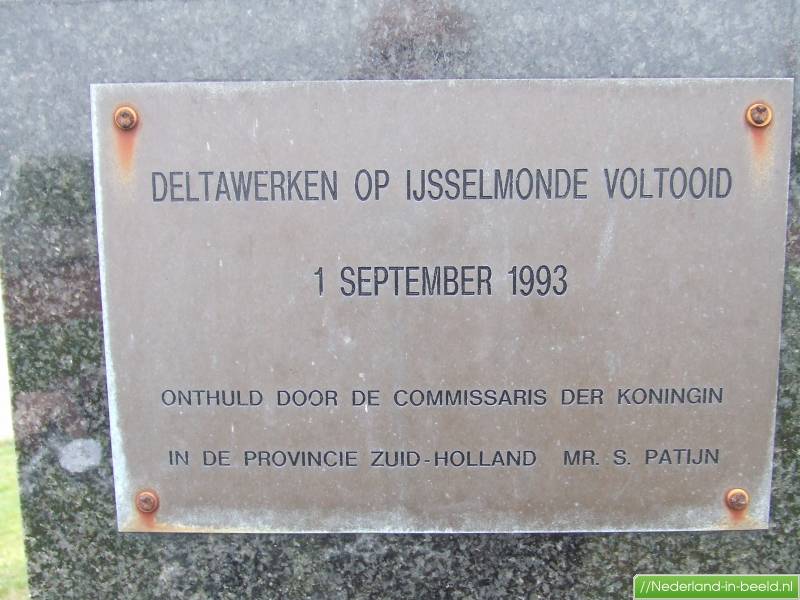 DELTAWERKEN OP IJSSELMONDE VOLTOOID
1 SEPTEMBER 1993
ONTHULD DOOR DE COMMISSARIS DER KONINGIN
IN DE PROVINCIE ZUID-HOLLAND MR. S. PATIJN
//Nederland-in-beeld.nl